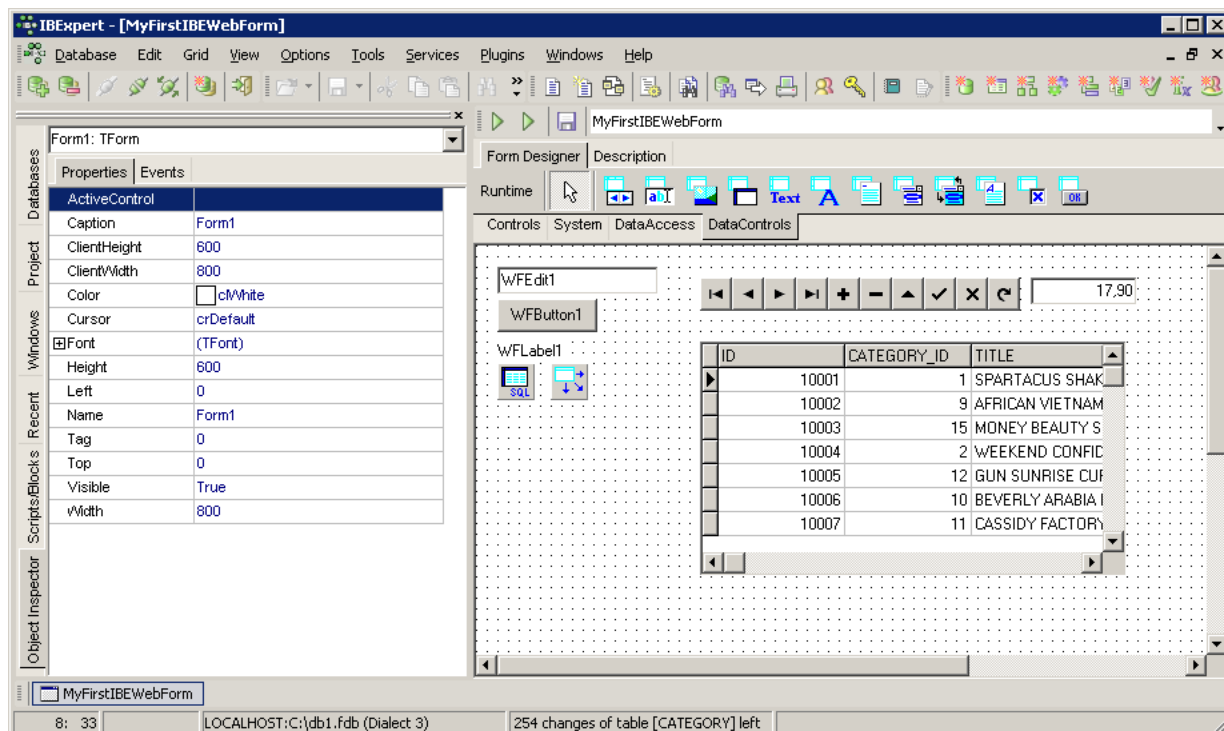 IBExpert - [MyFirstIBEWebForm]
Database Edit Grid View Options Tools Services Plugins Windows Help
MyFirstIBEWebForm
Form1: TForm
Properties Events
ActiveControl
Caption Form1
ClientHeight 600
ClientWidth 800
Color clWhite
Cursor crDefault
Font (TFont)
Height 600
Left 0
Name Form1
Tag 0
Top 0
Visible True
Width 800
Databases
Project
Windows
Recent
Scripts/Blocks
Object Inspector
Form Designer Description
Runtime
abI
Text
A
A
OK
Controls System DataAccess DataControls
WFEdit1
17,90
WFButton1
WFLabel1
SQL
ID CATEGORY_ID TITLE
10001 1 SPARTACUS SHAK
10002 9 AFRICAN VIETNAM
10003 15 MONEY BEAUTY S
10004 2 WEEKEND CONFID
10005 12 GUN SUNRISE CUF
10006 10 BEVERLY ARABIA
10007 11 CASSIDY FACTORY
MyFirstIBEWebForm
8: 33 LOCALHOST:C:\db1.fdb (Dialect 3) 254 changes of table [CATEGORY] left